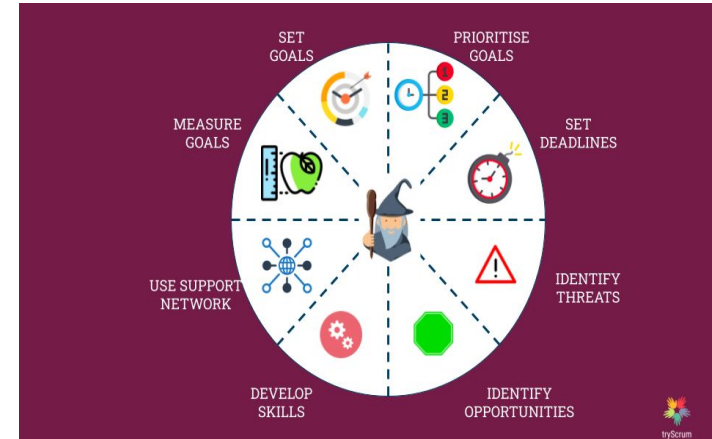 SET
GOALS
PRIORITISE
GOALS
1
2
3
MEASURE
GOALS
SET
DEADLINES
USE SUPPORT
NETWORK
IDENTIFY
THREATS
DEVELOP
SKILLS
IDENTIFY
OPPORTUNITIES
tryScrum